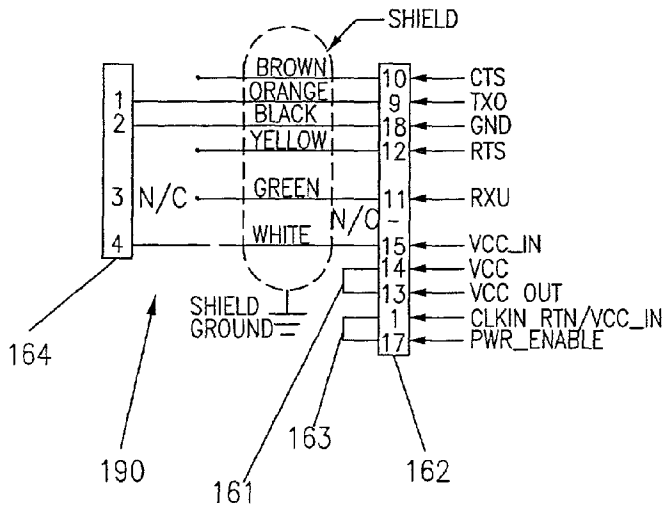 SHIELD
BROWN 10 CTS
1 ORANGE 9 TXO
2 BLACK 18 GND
YELLOW 12 RTS
3 N/C GREEN 11 RXU
N/C -
4 WHITE 15 VCC_IN
14 VCC
SHIELD 13 VCC OUT
GROUND 1 CLKIN RTN/VCC_IN
17 PWR_ENABLE
164
163
190 161 162